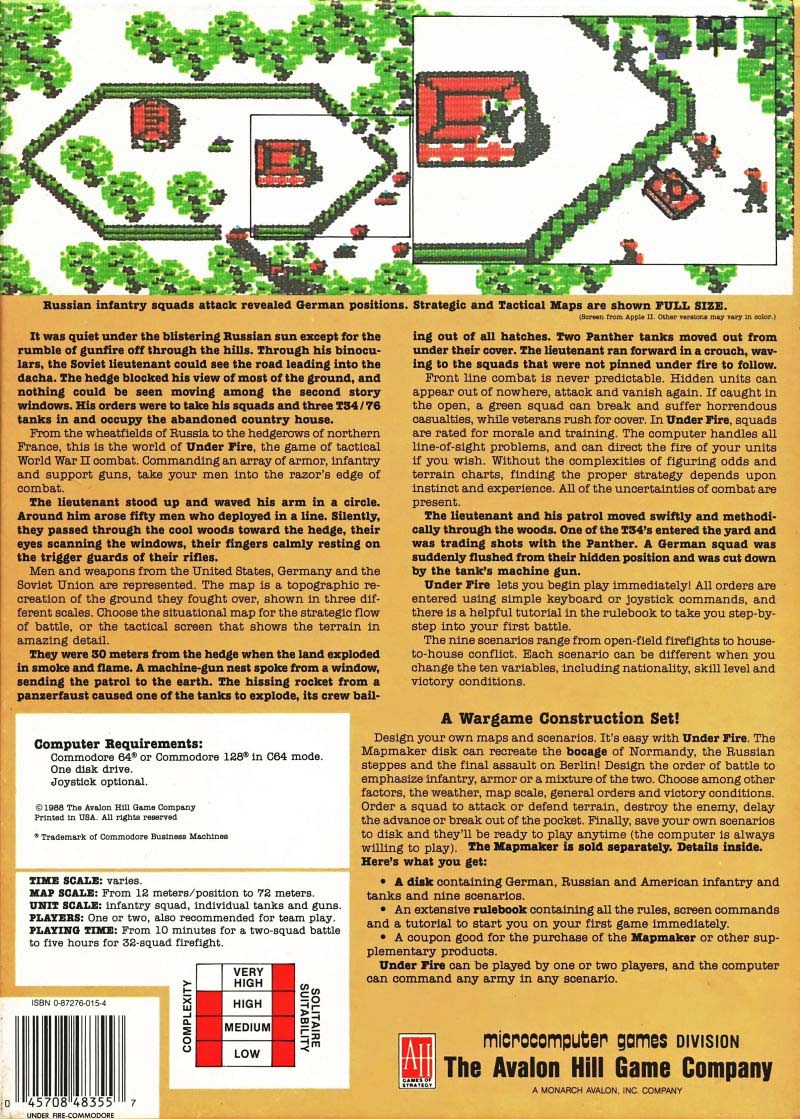 Russian infantry squads attack revealed German positions. Strategic and Tactical Maps are shown FULL SIZE.
(Screen from Apple II. Other versions may vary in color.)
It was quiet under the blistering Russian sun except for the
rumble of gunfire off through the hills. Through his binocu-
lars, the Soviet lieutenant could see the road leading into the
dacha. The hedge blocked his view of most of the ground, and
nothing could be seen moving among the second story
windows. His orders were to take his squads and three T34/76
tanks in and occupy the abandoned country house.
From the wheatfields of Russia to the hedgerows of northern
France, this is the world of Under Fire, the game of tactical
World War II combat. Commanding an array of armor, infantry
and support guns, take your men into the razor's edge of
combat.
The lieutenant stood up and waved his arm in a circle.
Around him arose fifty men who deployed in a line. Silently,
they passed through the cool woods toward the hedge, their
eyes scanning the windows, their fingers calmly resting on
the trigger guards of their rifles.
Men and weapons from the United States, Germany and the
Soviet Union are represented. The map is a topographic re-
creation of the ground they fought over, shown in three dif-
ferent scales. Choose the situational map for the strategic flow
of battle, or the tactical screen that shows the terrain in
amazing detail.
They were 30 meters from the hedge when the land exploded
in smoke and flame. A machine-gun nest spoke from a window,
sending the patrol to the earth. The hissing rocket from a
panzerfaust caused one of the tanks to explode, its crew bail-
ing out of all hatches. Two Panther tanks moved out from
under their cover. The lieutenant ran forward in a crouch, wav-
ing to the squads that were not pinned under fire to follow.
Front line combat is never predictable. Hidden units can
appear out of nowhere, attack and vanish again. If caught in
the open, a green squad can break and suffer horrendous
casualties, while veterans rush for cover. In Under Fire, squads
are rated for morale and training. The computer handles all
line-of-sight problems, and can direct the fire of your units
if you wish. Without the complexities of figuring odds and
terrain charts, finding the proper strategy depends upon
instinct and experience. All of the uncertainties of combat are
present.
The lieutenant and his patrol moved swiftly and methodi-
cally through the woods. One of the T34's entered the yard and
was trading shots with the Panther. A German squad was
suddenly flushed from their hidden position and was cut down
by the tank's machine gun.
Under Fire lets you begin play immediately! All orders are
entered using simple keyboard or joystick commands, and
there is a helpful tutorial in the rulebook to take you step-by-
step into your first battle.
The nine scenarios range from open-field firefights to house-
to-house conflict. Each scenario can be different when you
change the ten variables, including nationality, skill level and
victory conditions.
Computer Requirements:
Commodore 64® or Commodore 128® in C64 mode.
One disk drive.
Joystick optional.
©1988 The Avalon Hill Game Company
Printed in USA. All rights reserved
® Trademark of Commodore Business Machines
TIME SCALE: varies.
MAP SCALE: From 12 meters/position to 72 meters.
UNIT SCALE: infantry squad, individual tanks and guns.
PLAYERS: One or two, also recommended for team play.
PLAYING TIME: From 10 minutes for a two-squad battle
to five hours for 32-squad firefight.
COMPLEXITY
VERY
HIGH
HIGH
MEDIUM
LOW
SOLITAIRE
SUITABILITY
ISBN 0-87276-015-4
0 45708 48355 7
UNDER FIRE-COMMODORE
A Wargame Construction Set!
Design your own maps and scenarios. It's easy with Under Fire. The
Mapmaker disk can recreate the bocage of Normandy, the Russian
steppes and the final assault on Berlin! Design the order of battle to
emphasize infantry, armor or a mixture of the two. Choose among other
factors, the weather, map scale, general orders and victory conditions.
Order a squad to attack or defend terrain, destroy the enemy, delay
the advance or break out of the pocket. Finally, save your own scenarios
to disk and they'll be ready to play anytime (the computer is always
willing to play). The Mapmaker is sold separately. Details inside.
Here's what you get:
• A disk containing German, Russian and American infantry and
tanks and nine scenarios.
• An extensive rulebook containing all the rules, screen commands
and a tutorial to start you on your first game immediately.
• A coupon good for the purchase of the Mapmaker or other sup-
plementary products.
Under Fire can be played by one or two players, and the computer
can command any army in any scenario.
AH
GAMES OF
STRATEGY
microcomputer games DIVISION
The Avalon Hill Game Company
A MONARCH AVALON, INC. COMPANY